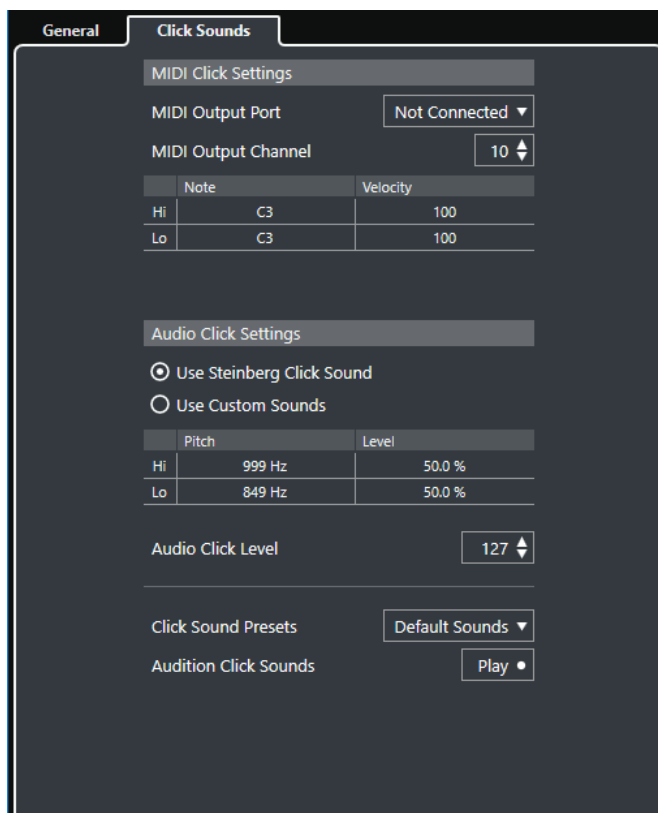 General Click Sounds
MIDI Click Settings
MIDI Output Port Not Connected
MIDI Output Channel 10
Note Velocity
Hi C3 100
Lo C3 100
Audio Click Settings
Use Steinberg Click Sound
Use Custom Sounds
Pitch Level
Hi 999 Hz 50.0 %
Lo 849 Hz 50.0 %
Audio Click Level 127
Click Sound Presets Default Sounds
Audition Click Sounds Play